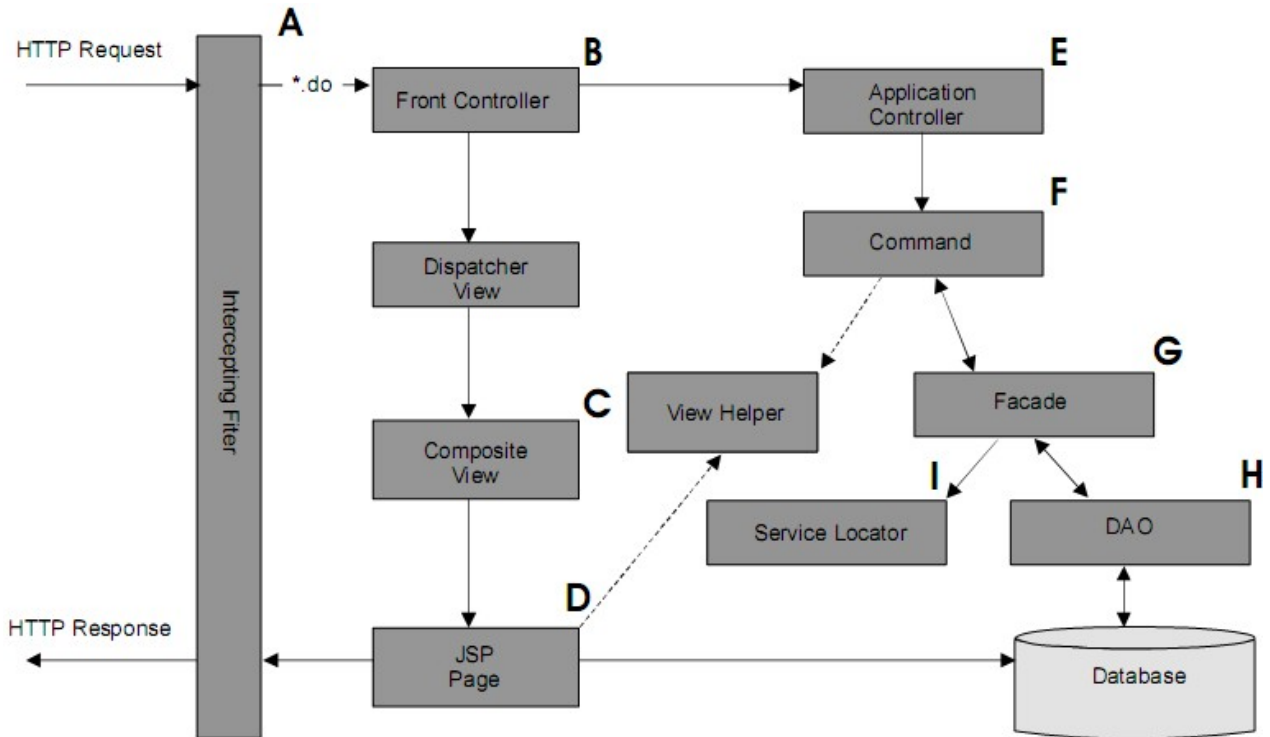 A
HTTP Request
B
E
*.do
Front Controller
Application
Controller
F
Command
Dispatcher
View
Intercepting Fiter
G
C
View Helper
Facade
Composite
View
I
H
Service Locator
DAO
D
HTTP Response
JSP
Page
Database